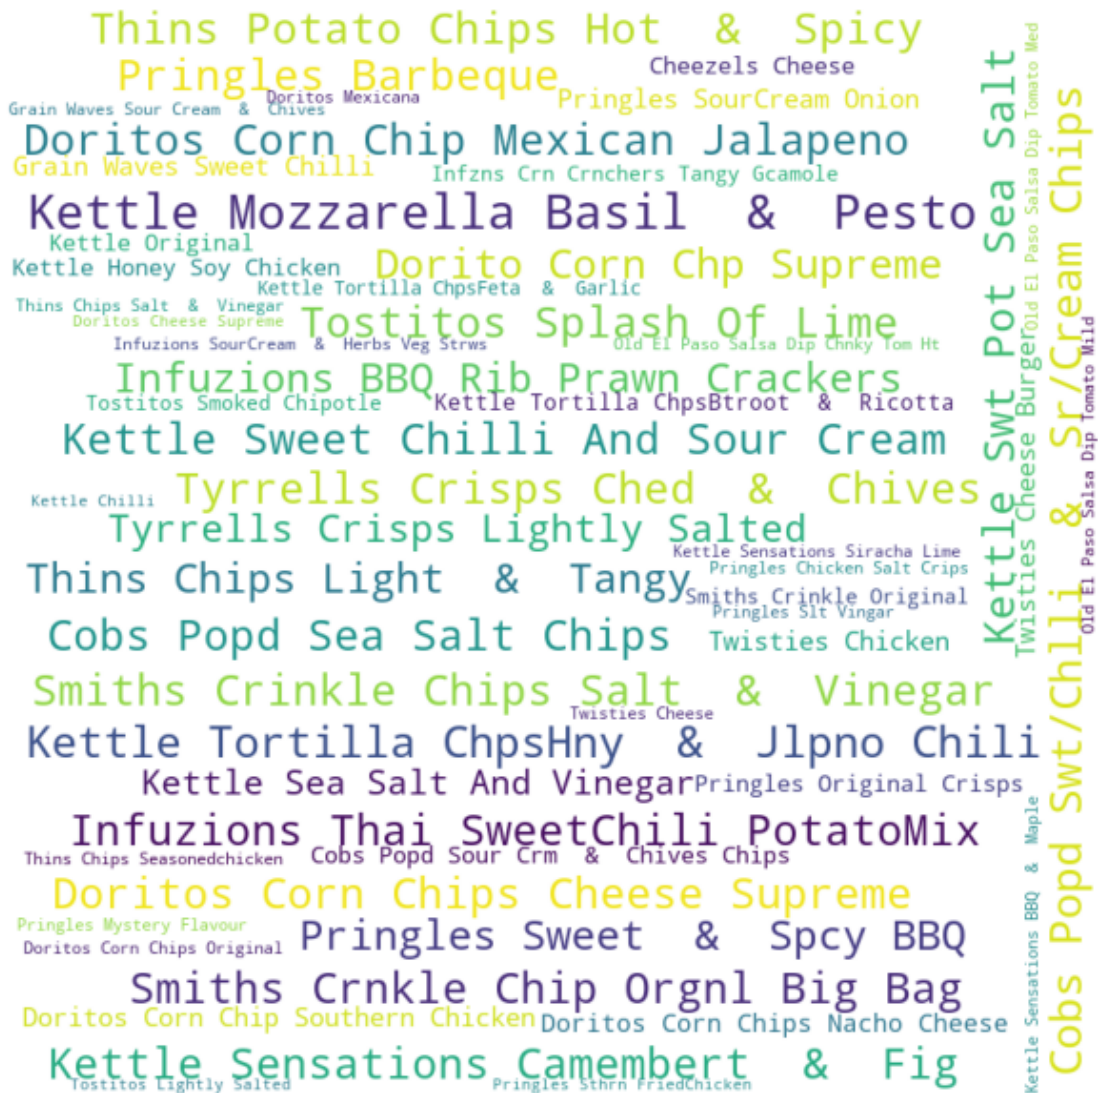 Thins Potato Chips Hot & Spicy
Pringles Barbeque
Cheezels Cheese
Doritos Mexicana
Pringles SourCream Onion
Grain Waves Sour Cream & Chives
Doritos Corn Chip Mexican Jalapeno
Grain Waves Sweet Chilli
Infzns Crn Crnchers Tangy Gcamole
Kettle Mozzarella Basil & Pesto
Kettle Original
Kettle Honey Soy Chicken
Dorito Corn Chp Supreme
Kettle Tortilla ChpsFeta & Garlic
Thins Chips Salt & Vinegar
Doritos Cheese Supreme
Tostitos Splash Of Lime
Infuzions SourCream & Herbs Veg Strws
Old El Paso Salsa Dip Chnky Tom Ht
Infuzions BBQ Rib Prawn Crackers
Tostitos Smoked Chipotle
Kettle Tortilla ChpsBtroot & Ricotta
Kettle Sweet Chilli And Sour Cream
Tyrrells Crisps Ched & Chives
Kettle Chilli
Tyrrells Crisps Lightly Salted
Kettle Sensations Siracha Lime
Pringles Chicken Salt Crips
Thins Chips Light & Tangy
Smiths Crinkle Original
Pringles Slt Vingar
Cobs Popd Sea Salt Chips
Twisties Chicken
Smiths Crinkle Chips Salt & Vinegar
Twisties Cheese
Kettle Tortilla ChpsHny & Jlpno Chili
Kettle Sea Salt And Vinegar
Pringles Original Crisps
Infuzions Thai SweetChili PotatoMix
Thins Chips Seasonedchicken
Cobs Popd Sour Crm & Chives Chips
Doritos Corn Chips Cheese Supreme
Pringles Mystery Flavour
Doritos Corn Chips Original
Pringles Sweet & Spcy BBQ
Smiths Crnkle Chip Orgnl Big Bag
Doritos Corn Chip Southern Chicken
Doritos Corn Chips Nacho Cheese
Kettle Sensations Camembert & Fig
Tostitos Lightly Salted
Pringles Sthrn FriedChicken
Kettle Swt Pot Sea Salt
Twisties Cheese Burger
Old El Paso Salsa Dip Tomato Med
Kettle Sensations BBQ & Maple
Cobs Popd Swt/Chlli & Sr/Cream Chips
Old El Paso Salsa Dip Tomato Mild